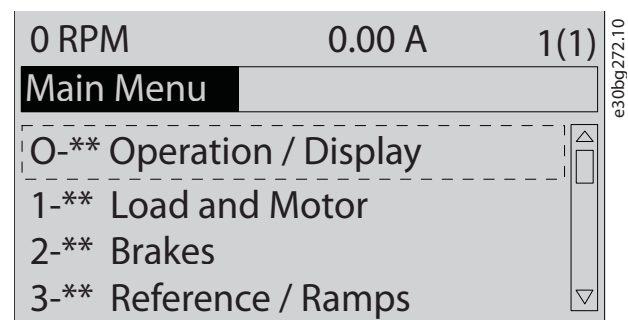 0 RPM 0.00 A 1(1)
Main Menu
O-** Operation / Display
1-** Load and Motor
2-** Brakes
3-** Reference / Ramps
e30bg272.10